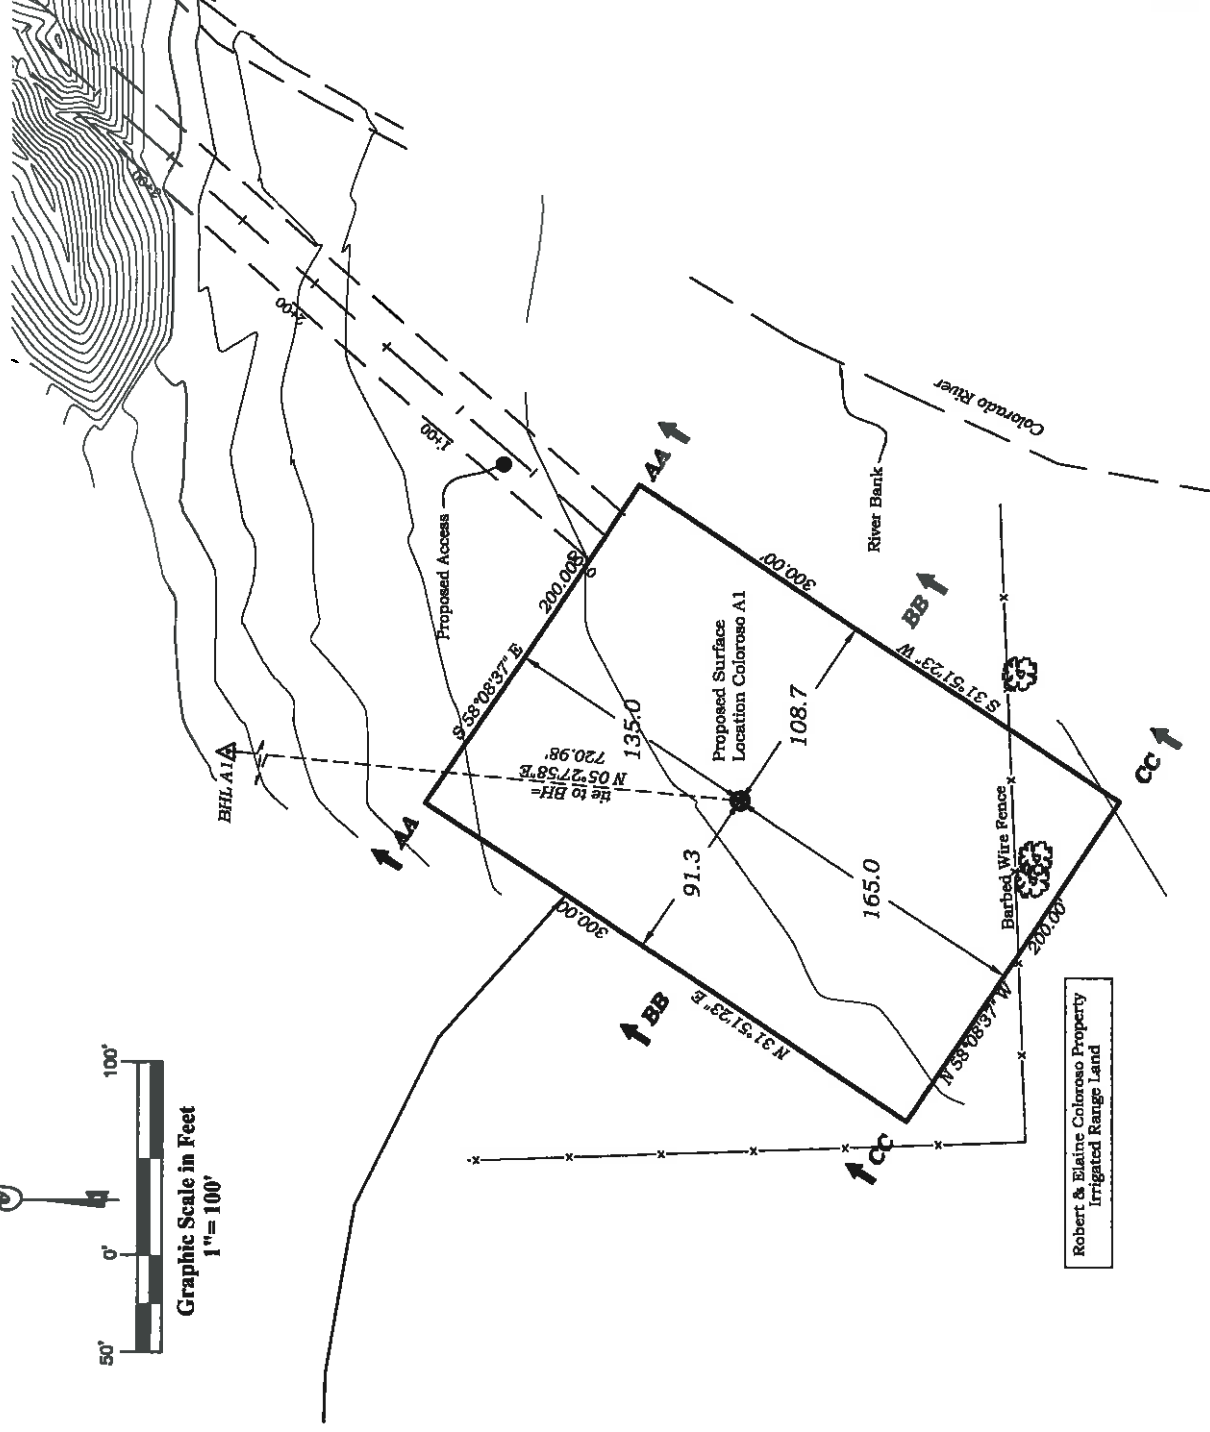 3+00
2+00
1+00
Proposed Access
Colorado River
River Bank
AA
200.00'
S 58°08'37" E
300.00'
BB
S 31°51'23" W
Proposed Surface
Location Coloroso A1
135.0
108.7
tie to BH=
N 05°27'58"E
720.98'
BHL A1
AA
91.3
165.0
300.00'
BB
N 31°51'23" E
CC
Barbed Wire Fence
200.00'
N 58°08'37" W
CC
Robert & Elaine Coloroso Property
Irrigated Range Land
50'
0'
100'
Graphic Scale in Feet
1"= 100'